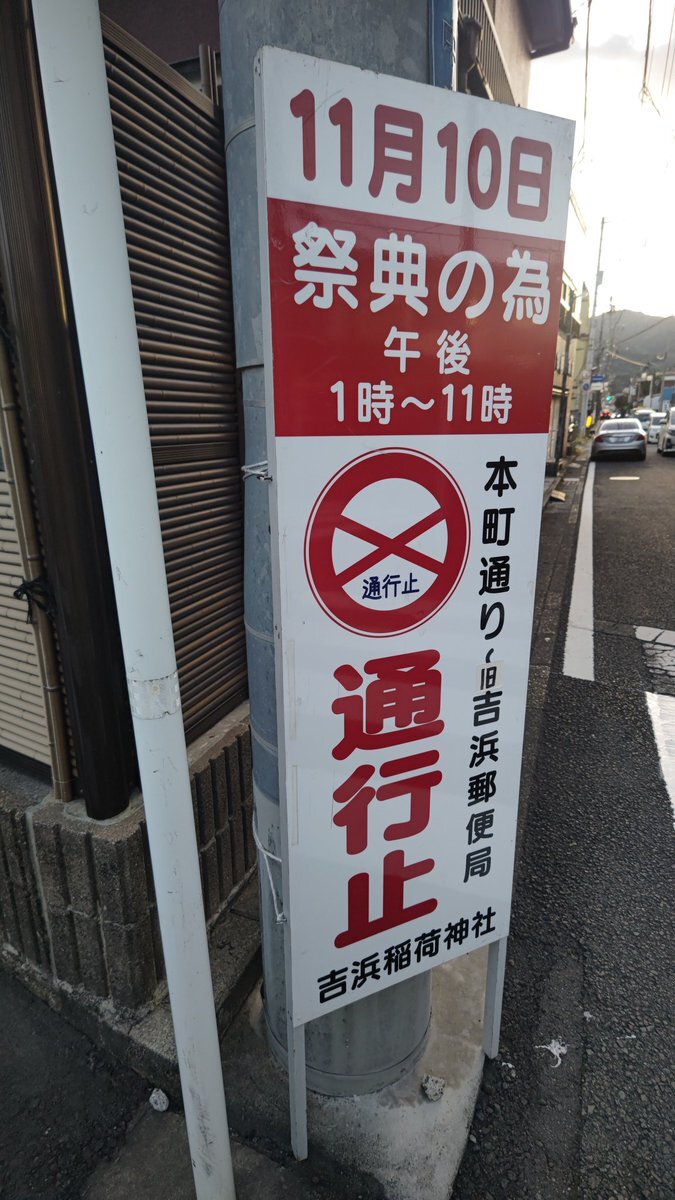 11月10日
祭典の為
午後
1時〜11時
通行止
本町通り〜旧吉浜郵便局
通行止
吉浜稲荷神社